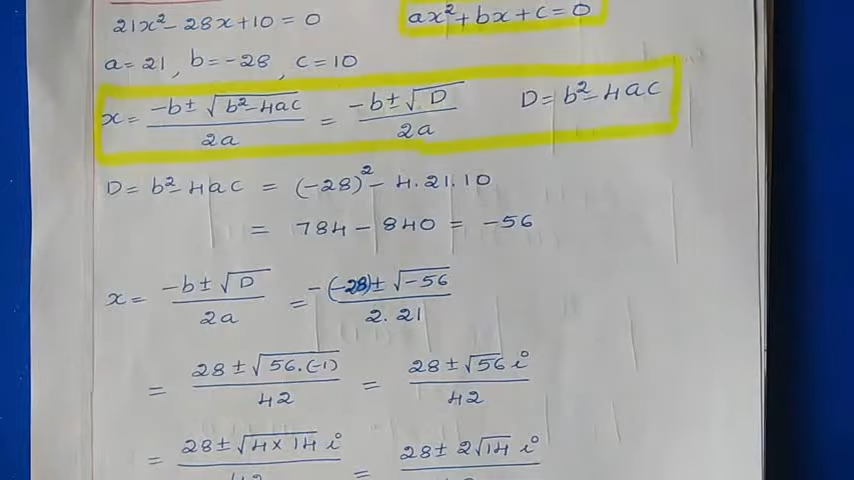 21x² - 28x + 10 = 0 ax² + bx + c = 0
a = 21, b = -28, c = 10
x = (-b ± √(b² - 4ac)) / 2a = (-b ± √D) / 2a D = b² - 4ac
D = b² - 4ac = (-28)² - 4.21.10
= 784 - 840 = -56
x = (-b ± √D) / 2a = (-(-28) ± √-56) / 2.21
= (28 ± √(56.(-1))) / 42 = (28 ± √56 i) / 42
= (28 ± √(4×14) i) / 42 = 28 ± 2√14 i